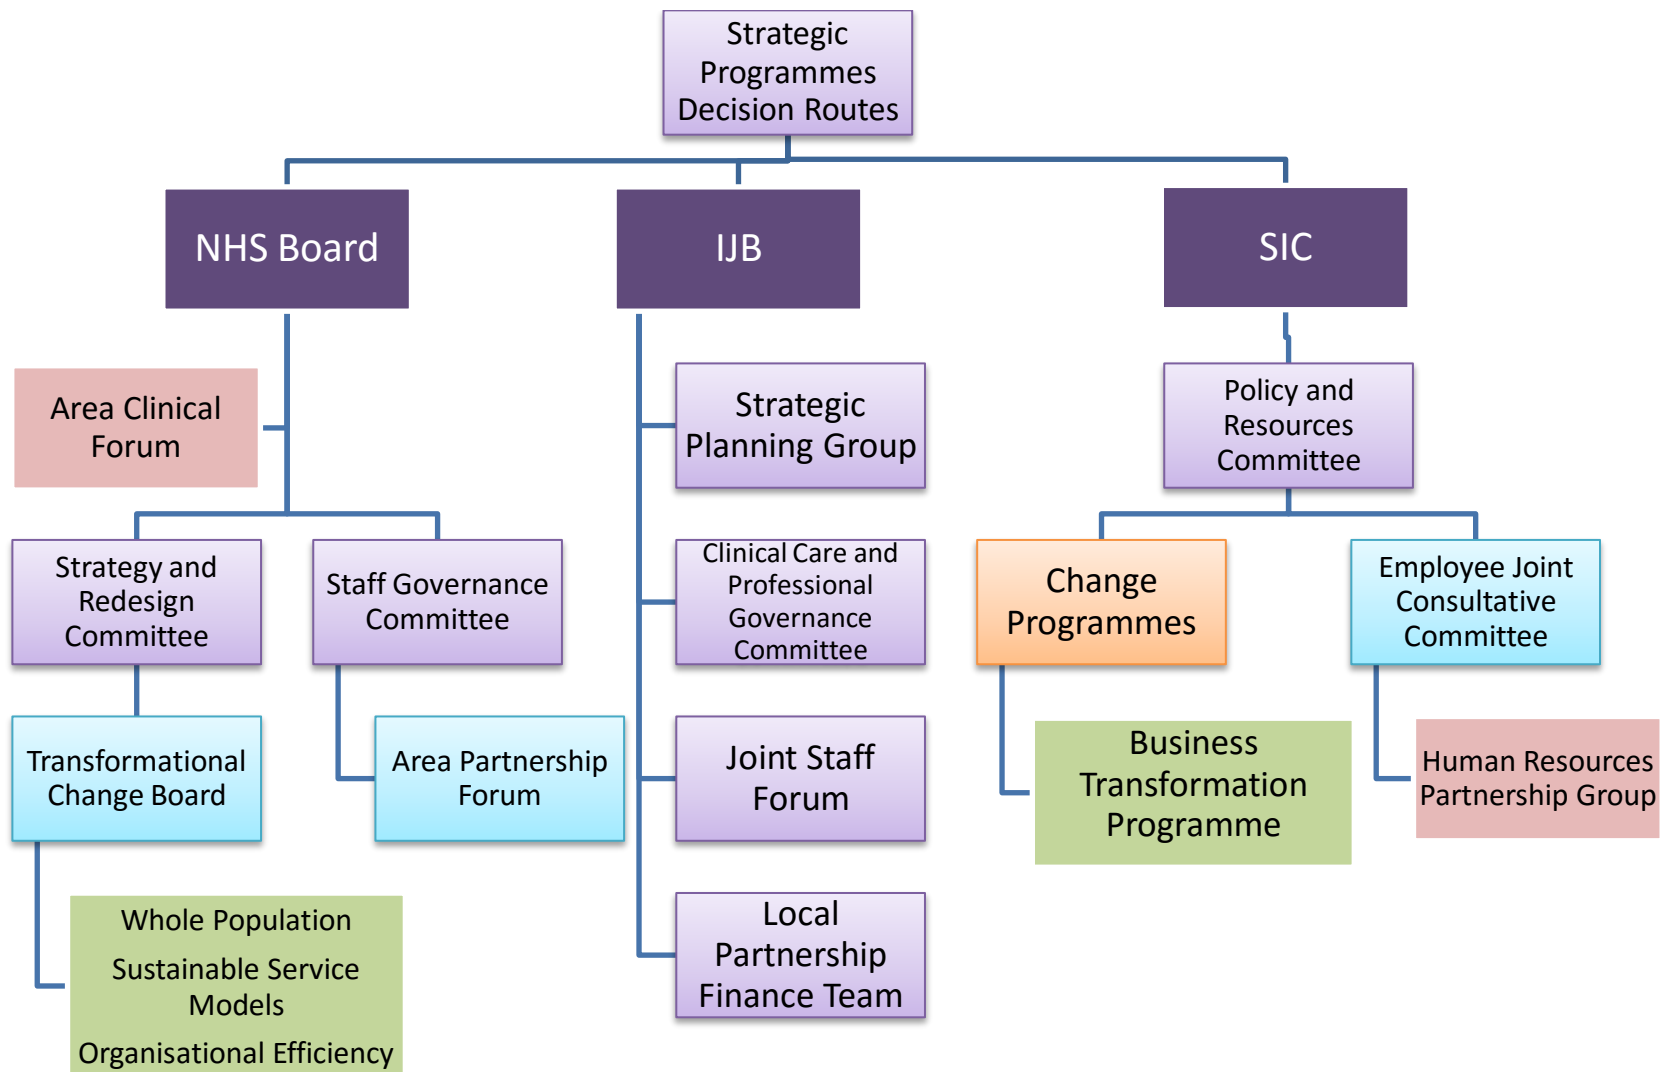 Strategic
Programmes
Decision Routes
NHS Board
IJB
SIC
Area Clinical
Forum
Strategic
Planning Group
Policy and
Resources
Committee
Strategy and
Redesign
Committee
Staff Governance
Committee
Clinical Care and
Professional
Governance
Committee
Change
Programmes
Employee Joint
Consultative
Committee
Transformational
Change Board
Area Partnership
Forum
Joint Staff
Forum
Business
Transformation
Programme
Human Resources
Partnership Group
Whole Population
Sustainable Service
Models
Organisational Efficiency
Local
Partnership
Finance Team